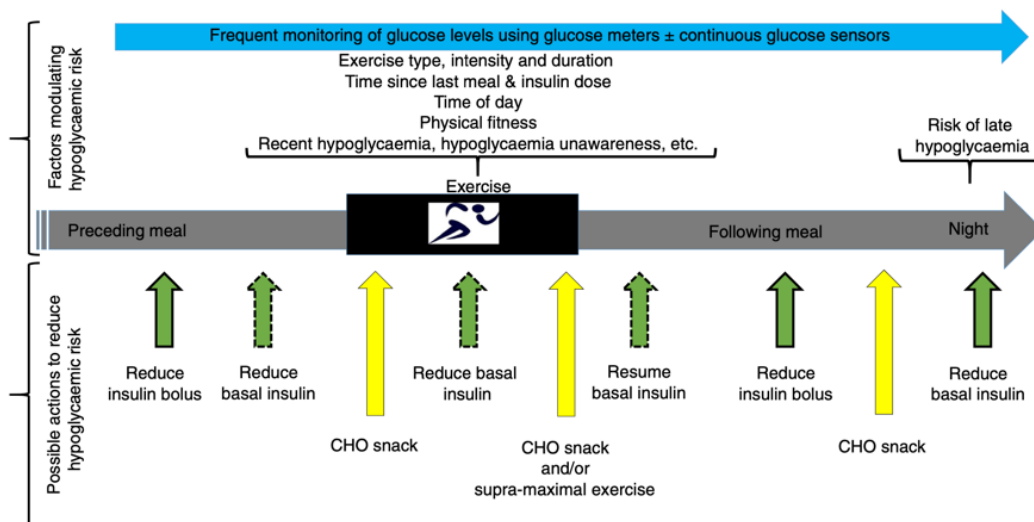 Frequent monitoring of glucose levels using glucose meters ± continuous glucose sensors
Factors modulating
hypoglycaemic risk
Exercise type, intensity and duration
Time since last meal & insulin dose
Time of day
Physical fitness
Recent hypoglycaemia, hypoglycaemia unawareness, etc.
Risk of late
hypoglycaemia
Exercise
Preceding meal
Following meal
Night
Possible actions to reduce
hypoglycaemic risk
Reduce
insulin bolus
Reduce
basal insulin
CHO snack
Reduce basal
insulin
CHO snack
and/or
supra-maximal exercise
Resume
basal insulin
Reduce
insulin bolus
CHO snack
Reduce
basal insulin